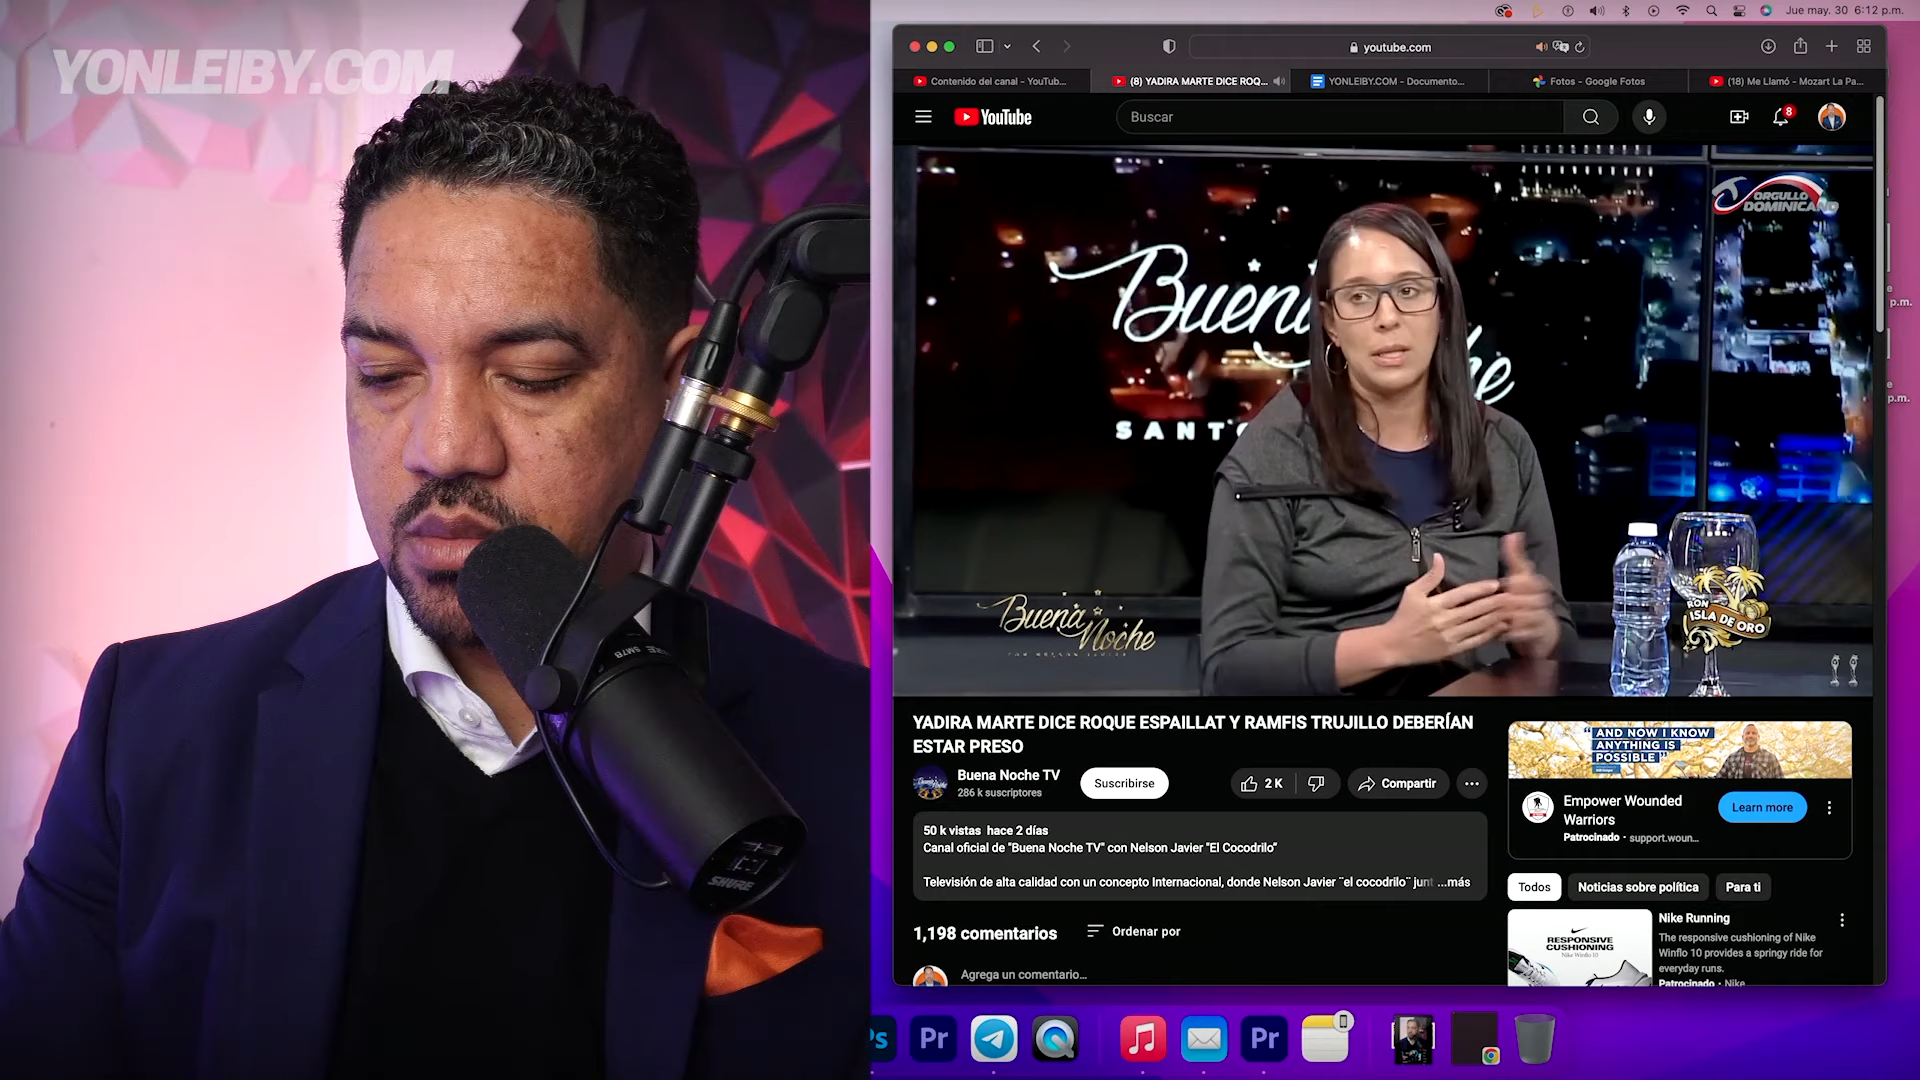 YONLEIBY.COM
Jue may. 30 6:12 p.m.
youtube.com
Contenido del canal - YouTub...
(8) YADIRA MARTE DICE ROQ...
YONLEIBY.COM - Documento...
Fotos - Google Fotos
(18) Me Llamó - Mozart La Pa...
YouTube
Buscar
8
ORGULLO
DOMINICANO
Buen
he
SANT
Buena
Noche
RON
ISLA DE ORO
SM7B
SHURE
p.m.
p.m.
YADIRA MARTE DICE ROQUE ESPAILLAT Y RAMFIS TRUJILLO DEBERÍAN
ESTAR PRESO
Buena Noche TV
286 k suscriptores
Suscribirse
2 K
Compartir
50 k vistas hace 2 días
Canal oficial de "Buena Noche TV" con Nelson Javier "El Cocodrilo"
Televisión de alta calidad con un concepto Internacional, donde Nelson Javier ¨el cocodrilo¨ junt ...más
1,198 comentarios
Ordenar por
Agrega un comentario...
"AND NOW I KNOW
ANYTHING IS
POSSIBLE"
Empower Wounded
Warriors
Patrocinado · support.woun...
Learn more
Todos
Noticias sobre política
Para ti
RESPONSIVE
CUSHIONING
Nike Winflo 10
Nike Running
The responsive cushioning of Nike
Winflo 10 provides a springy ride for
everyday runs.
Patrocinado · Nike
Ps
Pr
Pr